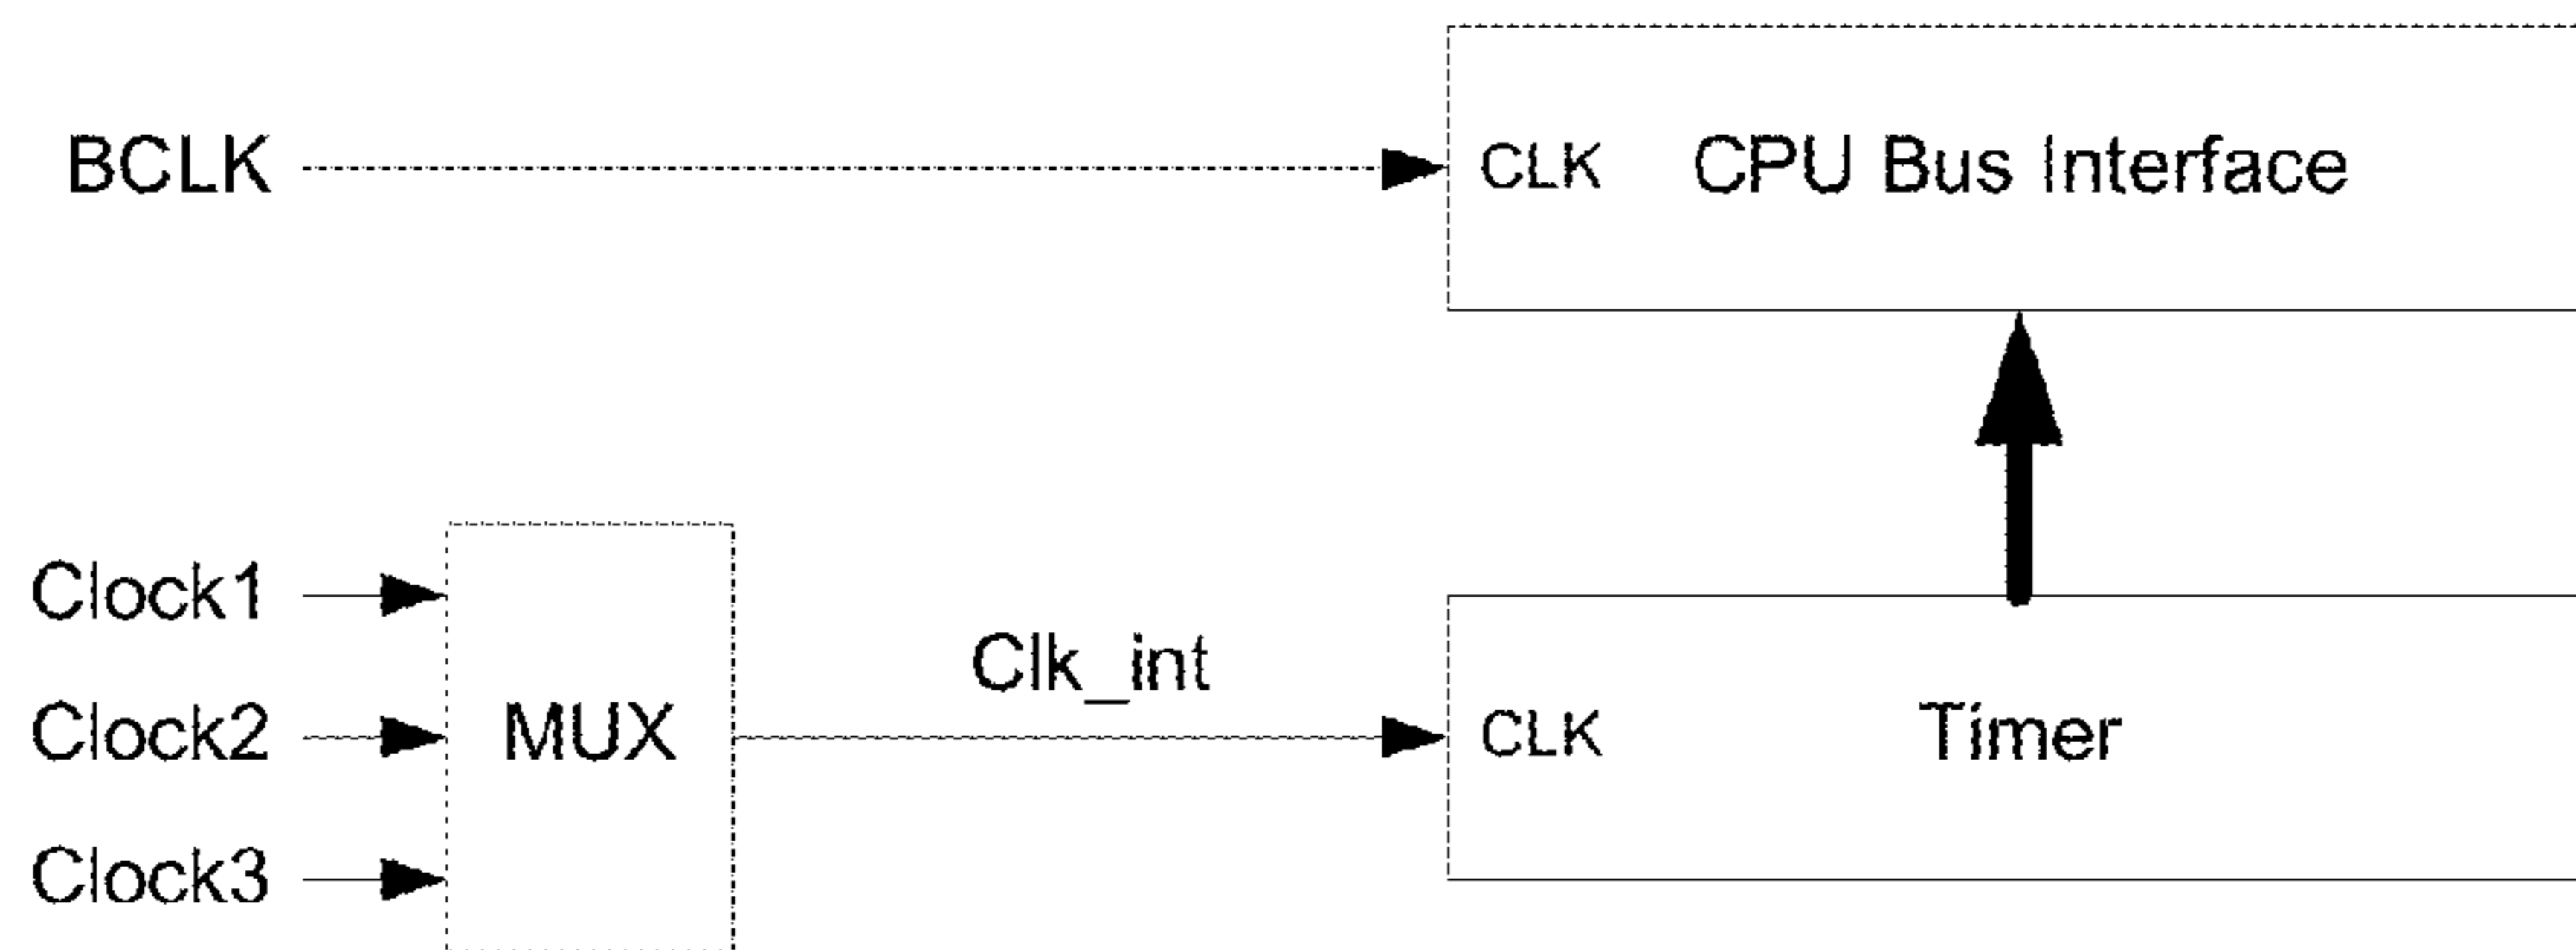 BCLK
CLK CPU Bus Interface
Clock1
Clk_int
Clock2
MUX
CLK Timer
Clock3